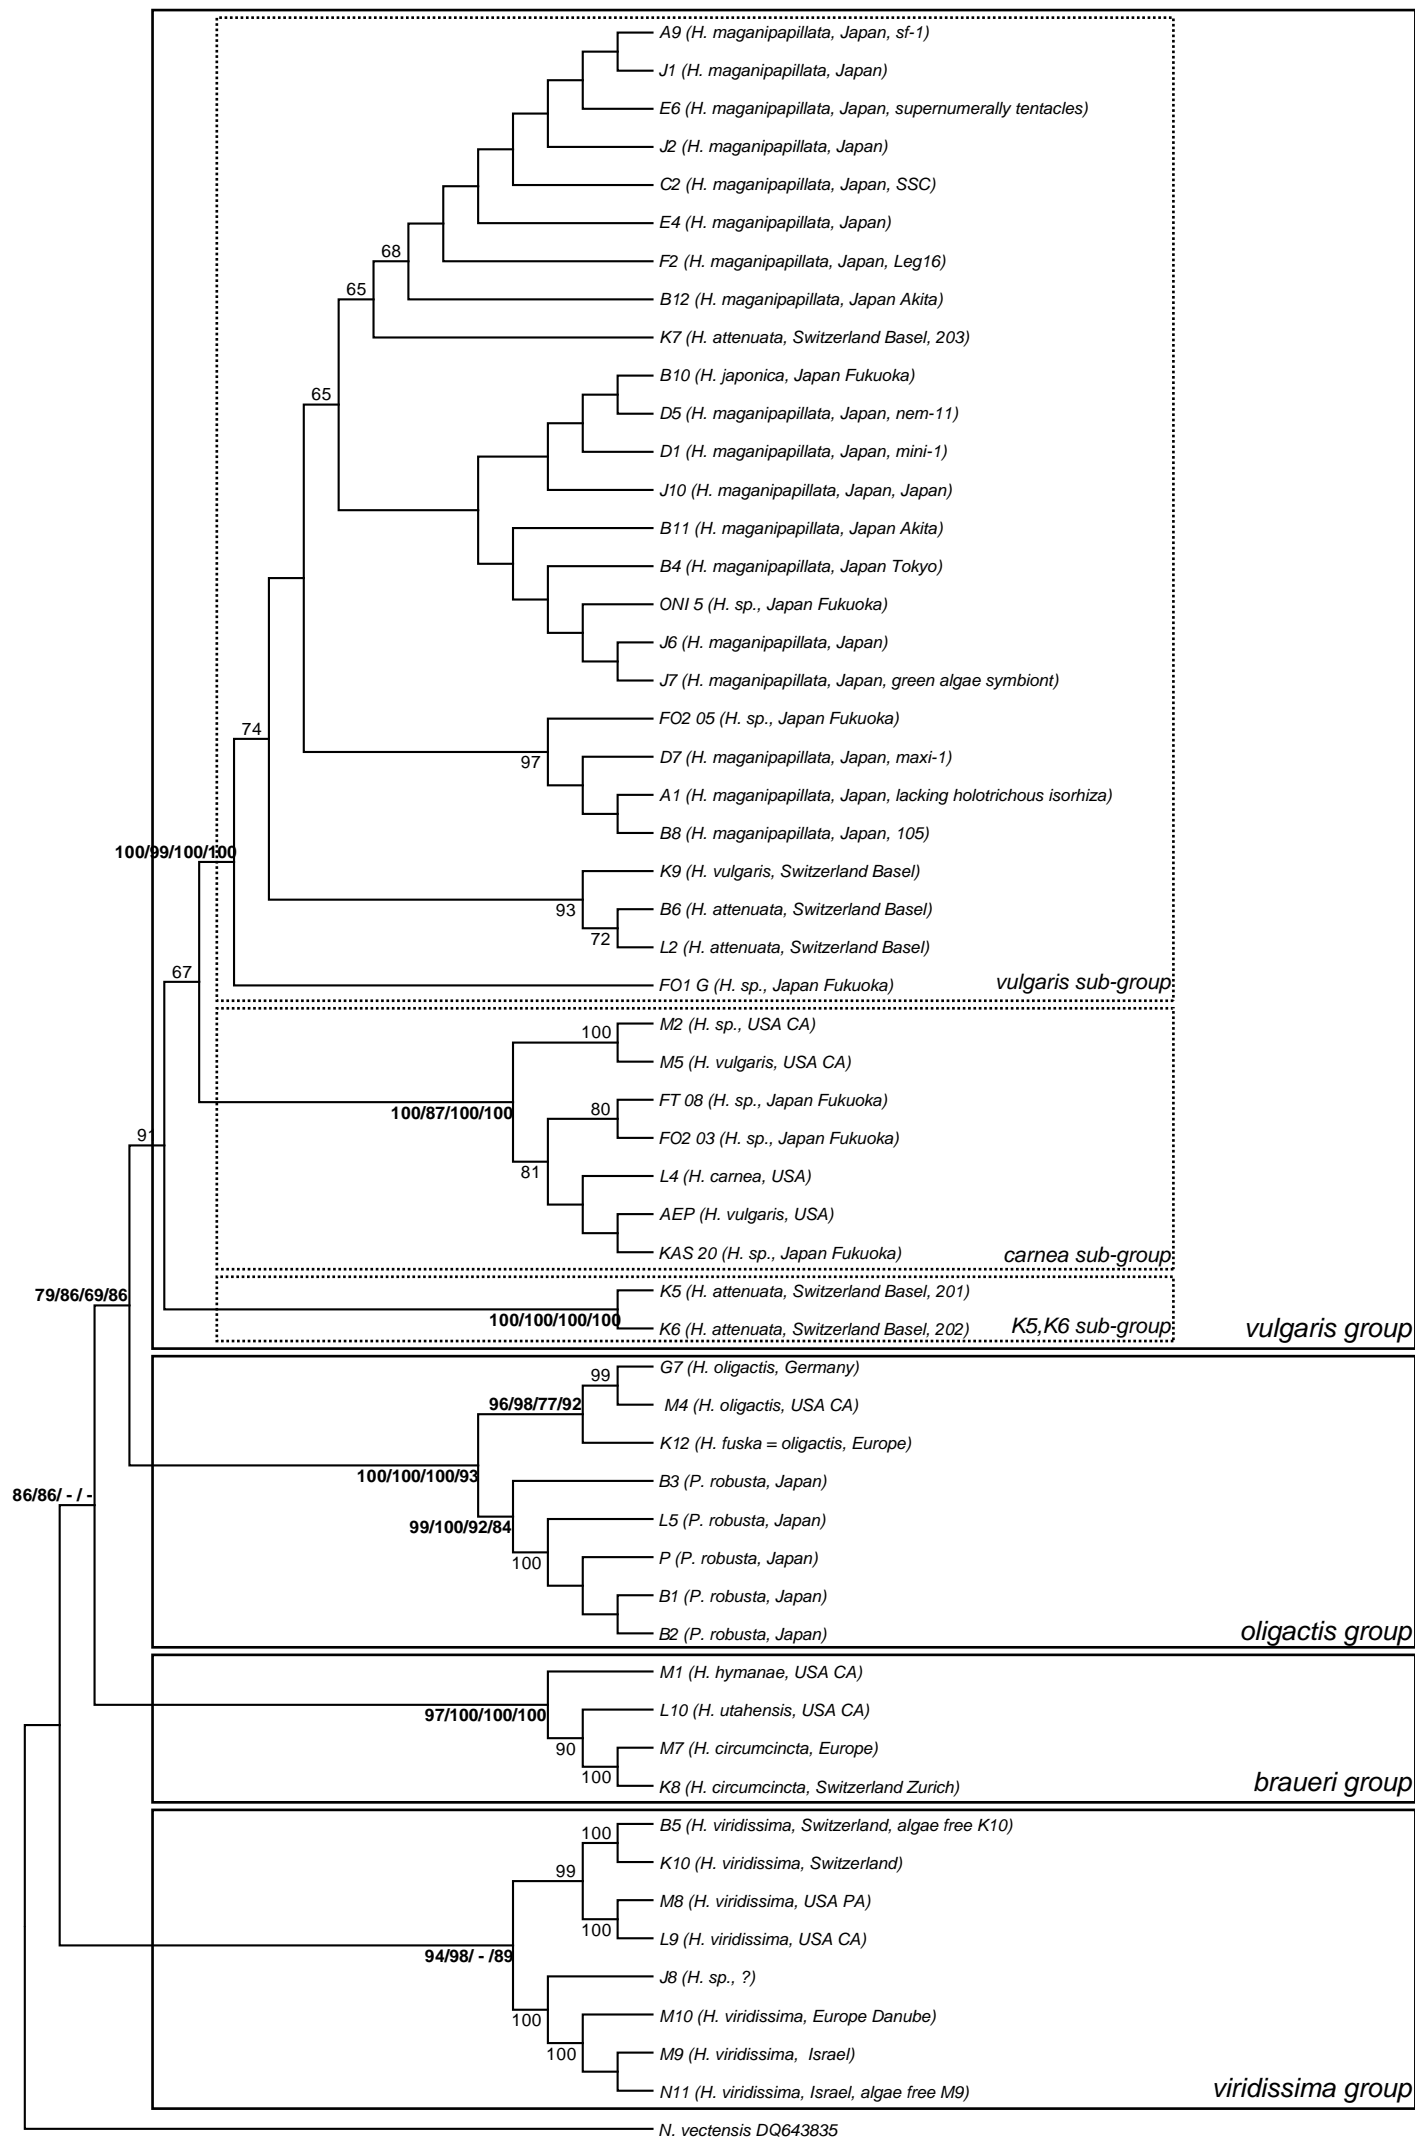 A9 (H. maganipapillata, Japan, sf-1)
J1 (H. maganipapillata, Japan)
E6 (H. maganipapillata, Japan, supernumerally tentacles)
J2 (H. maganipapillata, Japan)
C2 (H. maganipapillata, Japan, SSC)
E4 (H. maganipapillata, Japan)
68
F2 (H. maganipapillata, Japan, Leg16)
65
B12 (H. maganipapillata, Japan Akita)
K7 (H. attenuata, Switzerland Basel, 203)
B10 (H. japonica, Japan Fukuoka)
65
D5 (H. maganipapillata, Japan, nem-11)
D1 (H. maganipapillata, Japan, mini-1)
J10 (H. maganipapillata, Japan, Japan)
B11 (H. maganipapillata, Japan Akita)
B4 (H. maganipapillata, Japan Tokyo)
ONI 5 (H. sp., Japan Fukuoka)
J6 (H. maganipapillata, Japan)
J7 (H. maganipapillata, Japan, green algae symbiont)
FO2 05 (H. sp., Japan Fukuoka)
74
D7 (H. maganipapillata, Japan, maxi-1)
97
A1 (H. maganipapillata, Japan, lacking holotrichous isorhiza)
B8 (H. maganipapillata, Japan, 105)
100/99/100/100
K9 (H. vulgaris, Switzerland Basel)
B6 (H. attenuata, Switzerland Basel)
93
72
L2 (H. attenuata, Switzerland Basel)
67
FO1 G (H. sp., Japan Fukuoka)
vulgaris sub-group
M2 (H. sp., USA CA)
100
M5 (H. vulgaris, USA CA)
FT 08 (H. sp., Japan Fukuoka)
80
100/87/100/100
91
FO2 03 (H. sp., Japan Fukuoka)
81
L4 (H. carnea, USA)
AEP (H. vulgaris, USA)
KAS 20 (H. sp., Japan Fukuoka)
carnea sub-group
K5 (H. attenuata, Switzerland Basel, 201)
79/86/69/86
100/100/100/100
K6 (H. attenuata, Switzerland Basel, 202)
K5,K6 sub-group
vulgaris group
G7 (H. oligactis, Germany)
99
M4 (H. oligactis, USA CA)
96/98/77/92
K12 (H. fuska = oligactis, Europe)
100/100/100/93
B3 (P. robusta, Japan)
86/86/ - / -
L5 (P. robusta, Japan)
99/100/92/84
100
P (P. robusta, Japan)
B1 (P. robusta, Japan)
B2 (P. robusta, Japan)
oligactis group
M1 (H. hymanae, USA CA)
97/100/100/100
L10 (H. utahensis, USA CA)
90
M7 (H. circumcincta, Europe)
100
K8 (H. circumcincta, Switzerland Zurich)
braueri group
B5 (H. viridissima, Switzerland, algae free K10)
100
K10 (H. viridissima, Switzerland)
99
M8 (H. viridissima, USA PA)
100
L9 (H. viridissima, USA CA)
94/98/ - /89
J8 (H. sp., ?)
100
M10 (H. viridissima, Europe Danube)
100
M9 (H. viridissima, Israel)
N11 (H. viridissima, Israel, algae free M9)
viridissima group
N. vectensis DQ643835